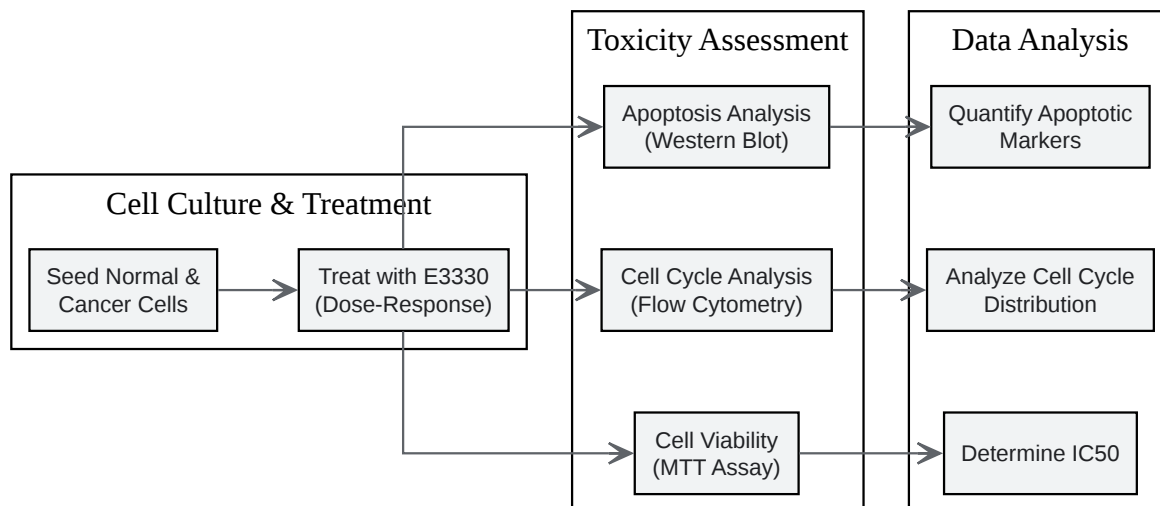 Cell Culture & Treatment
Seed Normal &
Cancer Cells
Treat with E3330
(Dose-Response)
Toxicity Assessment
Apoptosis Analysis
(Western Blot)
Cell Cycle Analysis
(Flow Cytometry)
Cell Viability
(MTT Assay)
Data Analysis
Quantify Apoptotic
Markers
Analyze Cell Cycle
Distribution
Determine IC50